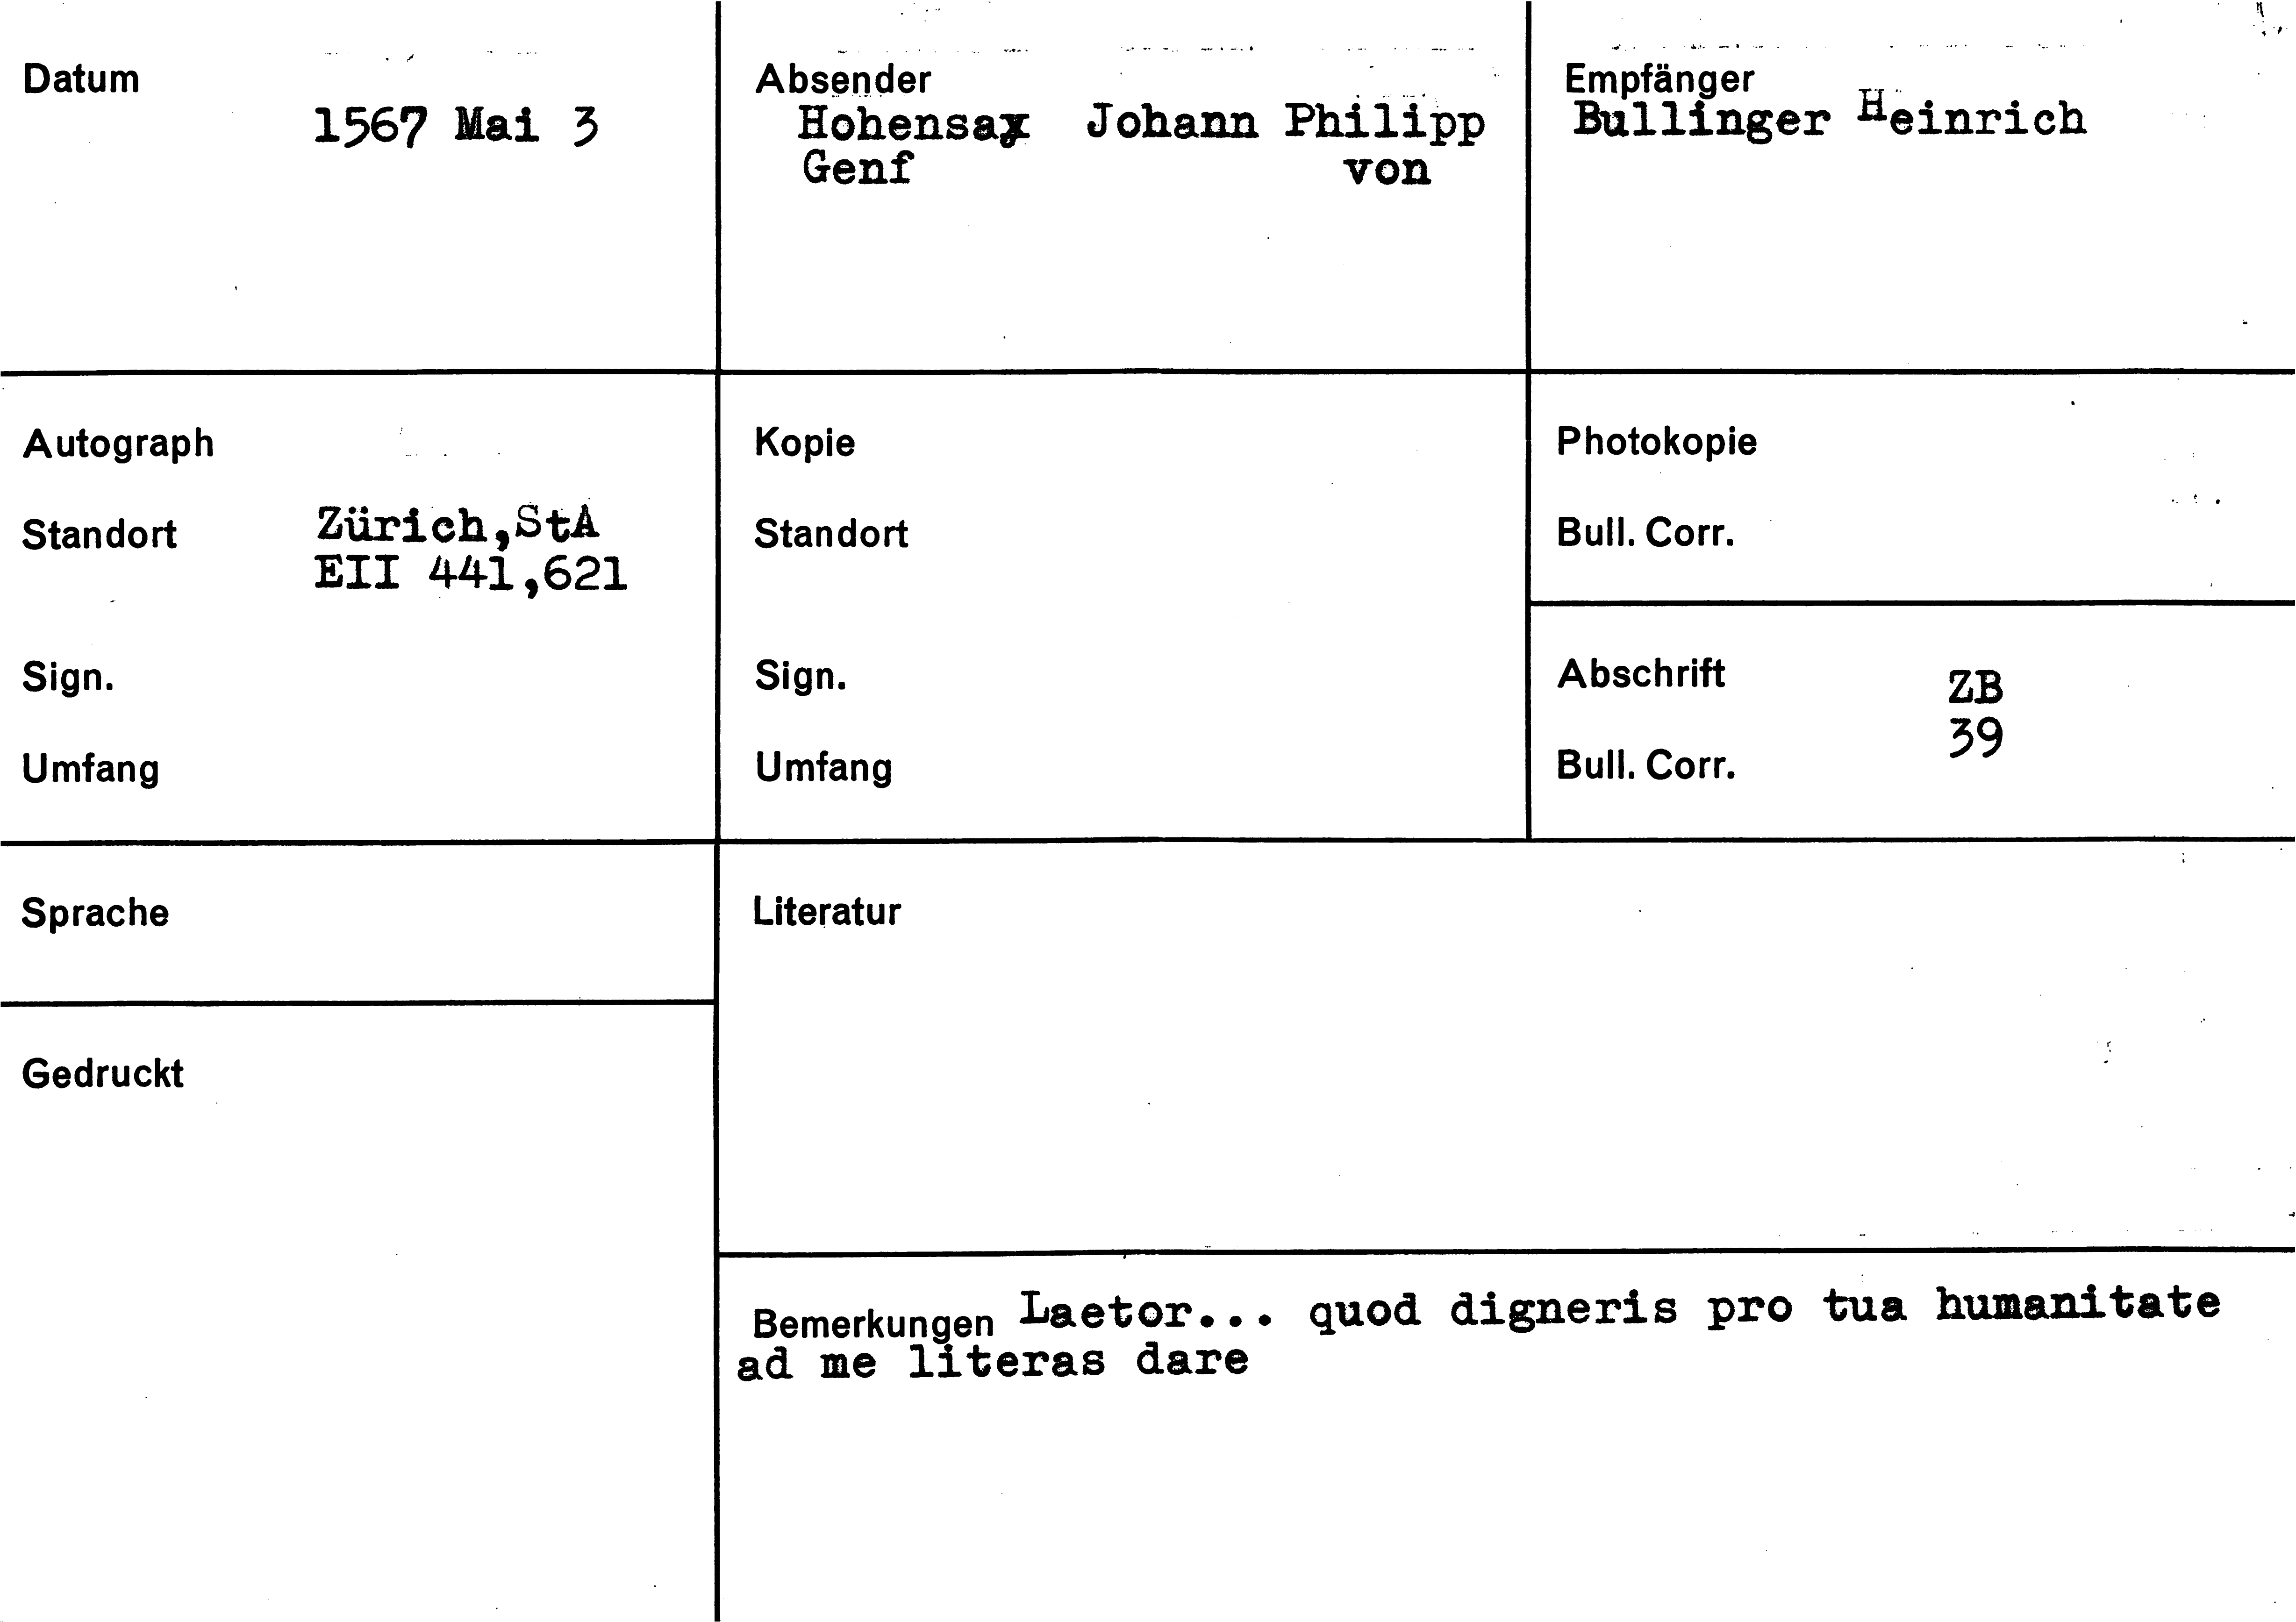 Datum
1567 Mai 3
Absender
Hohensax Johann Philipp
Genf von
Empfänger
Bullinger Heinrich
Autograph
Standort Zürich,StA
EII 441,621
Sign.
Umfang
Kopie
Standort
Sign.
Umfang
Photokopie
Bull. Corr.
Abschrift ZB
39
Bull. Corr.
Sprache
Literatur
Gedruckt
Bemerkungen Laetor... quod digneris pro tua humanitate
ad me literas dare